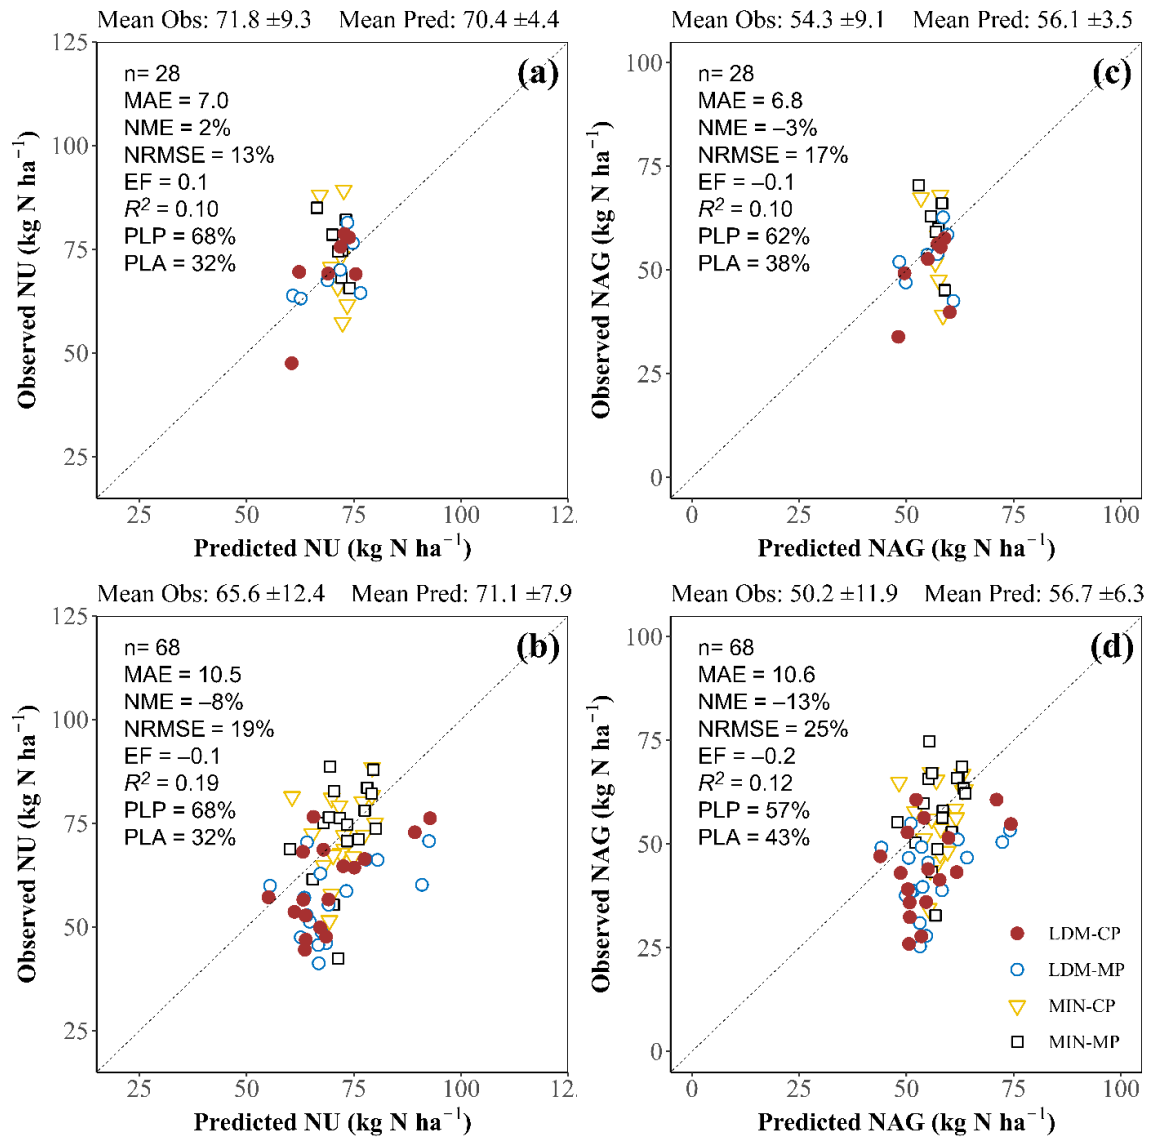 Mean Obs: 71.8 ±9.3 Mean Pred: 70.4 ±4.4
(a)
n= 28
MAE = 7.0
NME = 2%
NRMSE = 13%
EF = 0.1
R² = 0.10
PLP = 68%
PLA = 32%
125
100
75
50
25
Observed NU (kg N ha⁻¹)
25 50 75 100 12.
Predicted NU (kg N ha⁻¹)
Mean Obs: 54.3 ±9.1 Mean Pred: 56.1 ±3.5
(c)
n= 28
MAE = 6.8
NME = –3%
NRMSE = 17%
EF = –0.1
R² = 0.10
PLP = 62%
PLA = 38%
100
75
50
25
0
Observed NAG (kg N ha⁻¹)
0 25 50 75 100
Predicted NAG (kg N ha⁻¹)
Mean Obs: 65.6 ±12.4 Mean Pred: 71.1 ±7.9
(b)
n= 68
MAE = 10.5
NME = –8%
NRMSE = 19%
EF = –0.1
R² = 0.19
PLP = 68%
PLA = 32%
125
100
75
50
25
Observed NU (kg N ha⁻¹)
25 50 75 100 12.
Predicted NU (kg N ha⁻¹)
Mean Obs: 50.2 ±11.9 Mean Pred: 56.7 ±6.3
(d)
n= 68
MAE = 10.6
NME = –13%
NRMSE = 25%
EF = –0.2
R² = 0.12
PLP = 57%
PLA = 43%
100
75
50
25
0
Observed NAG (kg N ha⁻¹)
LDM-CP
LDM-MP
MIN-CP
MIN-MP
0 25 50 75 100
Predicted NAG (kg N ha⁻¹)